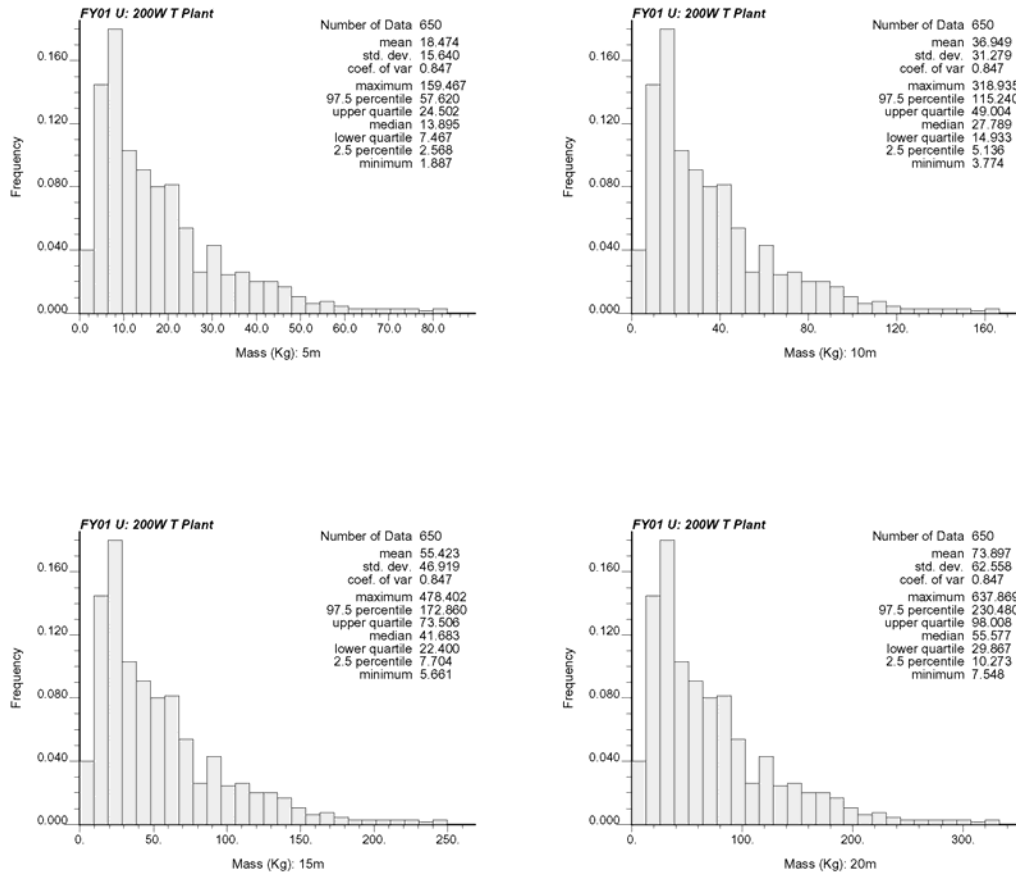 FY01 U: 200W T Plant
Number of Data 650
mean 18.474
std. dev. 15.640
coef. of var 0.847
maximum 159.467
97.5 percentile 57.620
upper quartile 24.502
median 13.895
lower quartile 7.467
2.5 percentile 2.568
minimum 1.887
Frequency
0.160
0.120
0.080
0.040
0.000
0.0 10.0 20.0 30.0 40.0 50.0 60.0 70.0 80.0
Mass (Kg): 5m
FY01 U: 200W T Plant
Number of Data 650
mean 36.949
std. dev. 31.279
coef. of var 0.847
maximum 318.935
97.5 percentile 115.240
upper quartile 49.004
median 27.789
lower quartile 14.933
2.5 percentile 5.136
minimum 3.774
Frequency
0.160
0.120
0.080
0.040
0.000
0. 40. 80. 120. 160.
Mass (Kg): 10m
FY01 U: 200W T Plant
Number of Data 650
mean 55.423
std. dev. 46.919
coef. of var 0.847
maximum 478.402
97.5 percentile 172.860
upper quartile 73.506
median 41.683
lower quartile 22.400
2.5 percentile 7.704
minimum 5.661
Frequency
0.160
0.120
0.080
0.040
0.000
0. 50. 100. 150. 200. 250.
Mass (Kg): 15m
FY01 U: 200W T Plant
Number of Data 650
mean 73.897
std. dev. 62.558
coef. of var 0.847
maximum 637.869
97.5 percentile 230.480
upper quartile 98.008
median 55.577
lower quartile 29.867
2.5 percentile 10.273
minimum 7.548
Frequency
0.160
0.120
0.080
0.040
0.000
0. 100. 200. 300.
Mass (Kg): 20m